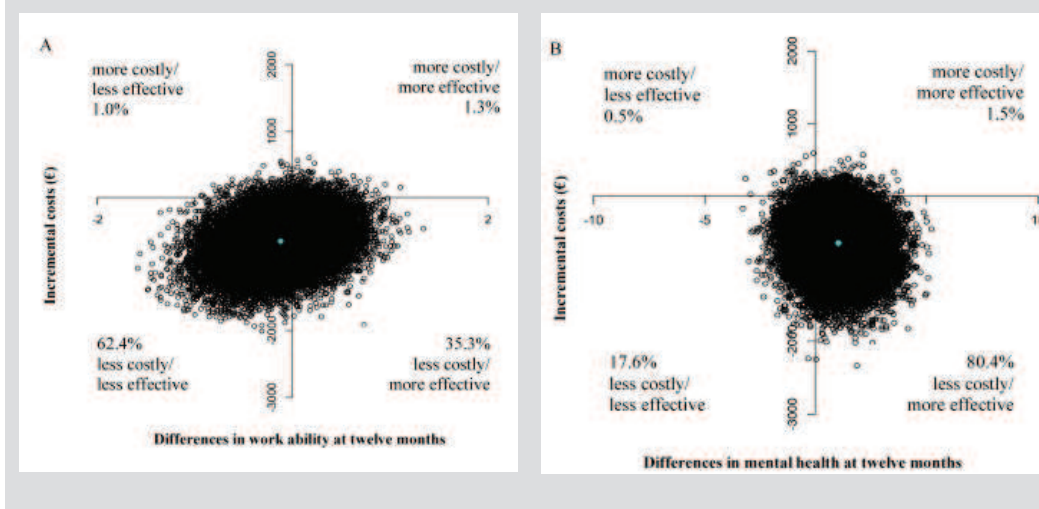 A
more costly/
less effective
1.0%
more costly/
more effective
1.3%
2000
1000
-2
2
Incremental costs (€)
-2000
-3000
62.4%
less costly/
less effective
35.3%
less costly/
more effective
Differences in work ability at twelve months
B
more costly/
less effective
0.5%
more costly/
more effective
1.5%
2000
1000
-10
-5
5
10
Incremental costs (€)
-2000
-3000
17.6%
less costly/
less effective
80.4%
less costly/
more effective
Differences in mental health at twelve months